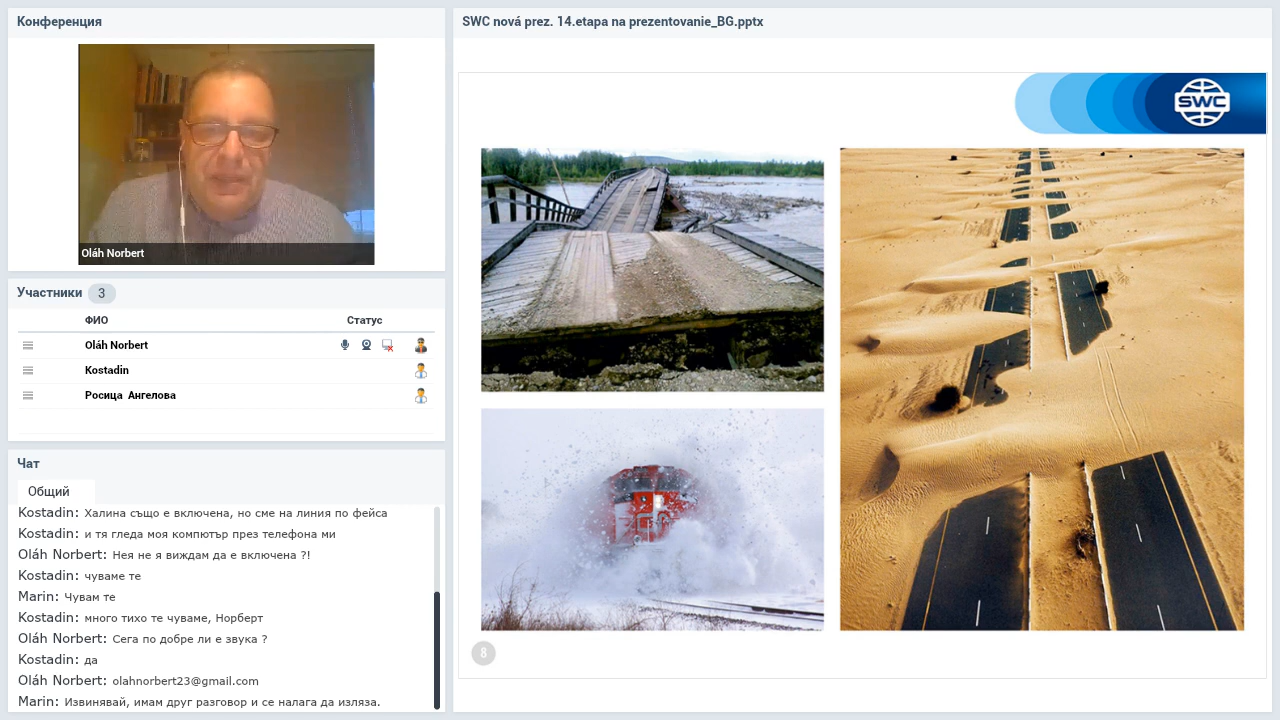 Конференция
Oláh Norbert
Участники 3
ФИО Статус
Oláh Norbert
Kostadin
Росица Ангелова
Чат
Общий
Kostadin: Халина също е включена, но сме на линия по фейса
Kostadin: и тя гледа моя компютър през телефона ми
Oláh Norbert: Нея не я виждам да е включена ?!
Kostadin: чуваме те
Marin: Чувам те
Kostadin: много тихо те чуваме, Норберт
Oláh Norbert: Сега по добре ли е звука ?
Kostadin: да
Oláh Norbert: olahnorbert23@gmail.com
Marin: Извинявай, имам друг разговор и се налага да изляза.
SWC nová prez. 14.etapa na prezentovanie_BG.pptx
SWC
8